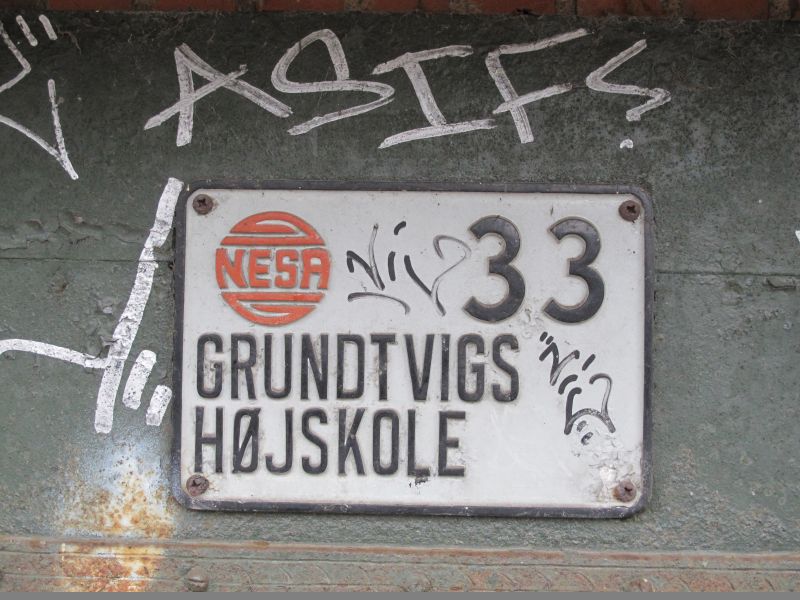 ASIF?
NESA 33
GRUNDTVIGS
HØJSKOLE